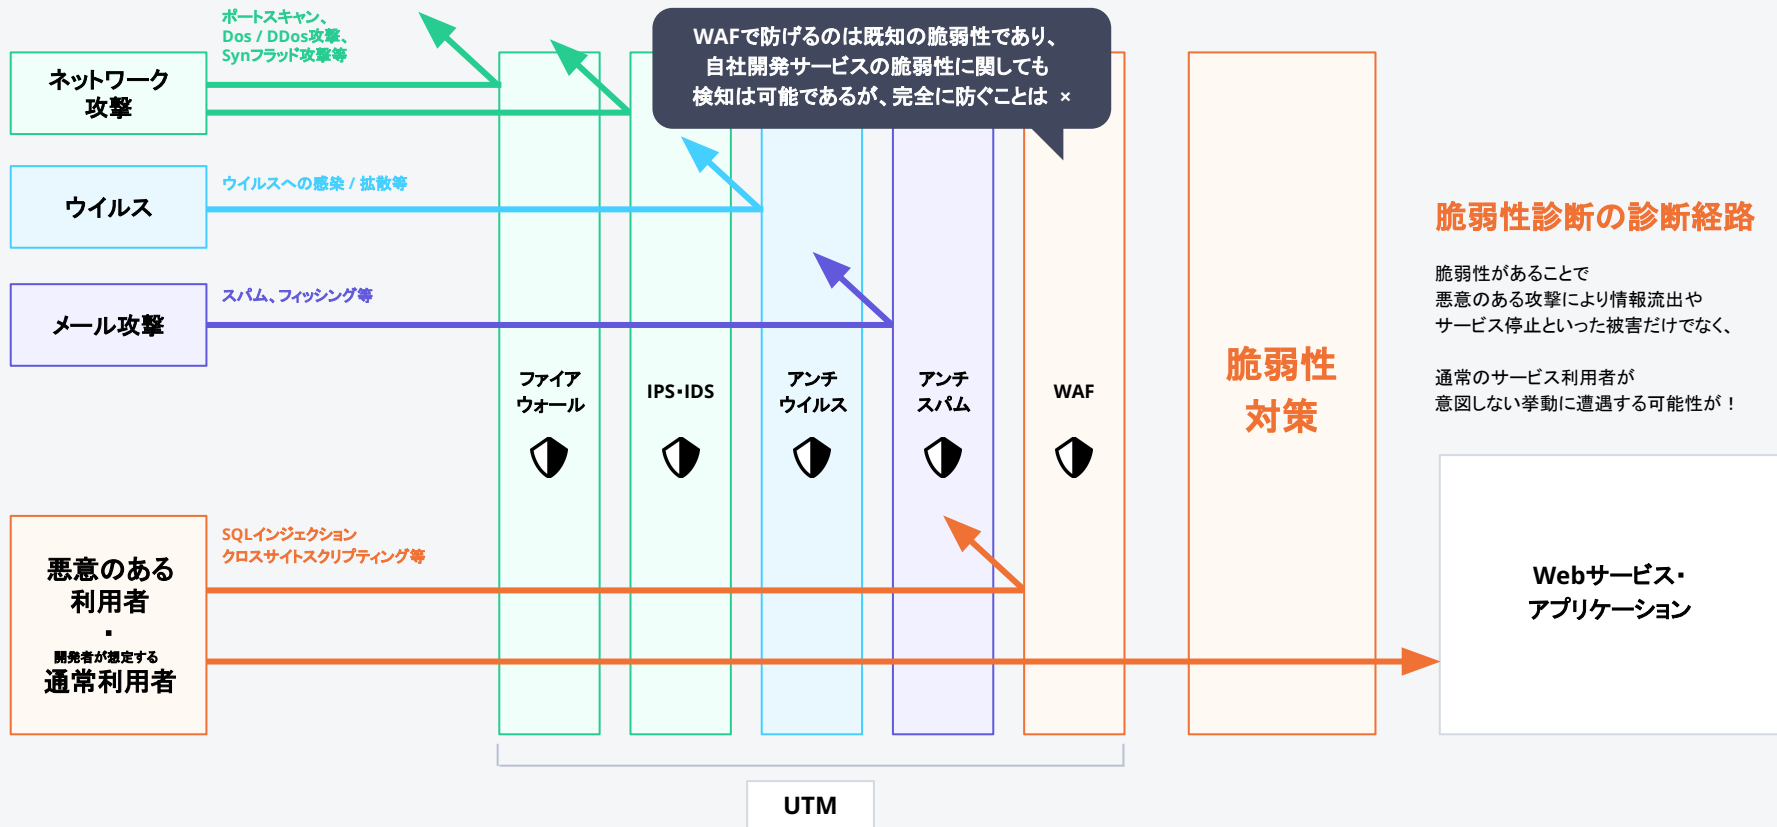 ポートスキャン、
Dos / DDos攻撃、
Synフラッド攻撃等
WAFで防げるのは既知の脆弱性であり、
自社開発サービスの脆弱性に関しても
検知は可能であるが、完全に防ぐことは ×
ネットワーク
攻撃
ウイルス
ウイルスへの感染 / 拡散等
メール攻撃
スパム、フィッシング等
ファイア
ウォール
IPS・IDS
アンチ
ウイルス
アンチ
スパム
WAF
脆弱性
対策
脆弱性診断の診断経路
脆弱性があることで
悪意のある攻撃により情報流出や
サービス停止といった被害だけでなく、
通常のサービス利用者が
意図しない挙動に遭遇する可能性が！
悪意のある
利用者
・
開発者が想定する
通常利用者
SQLインジェクション
クロスサイトスクリプティング等
Webサービス・
アプリケーション
UTM